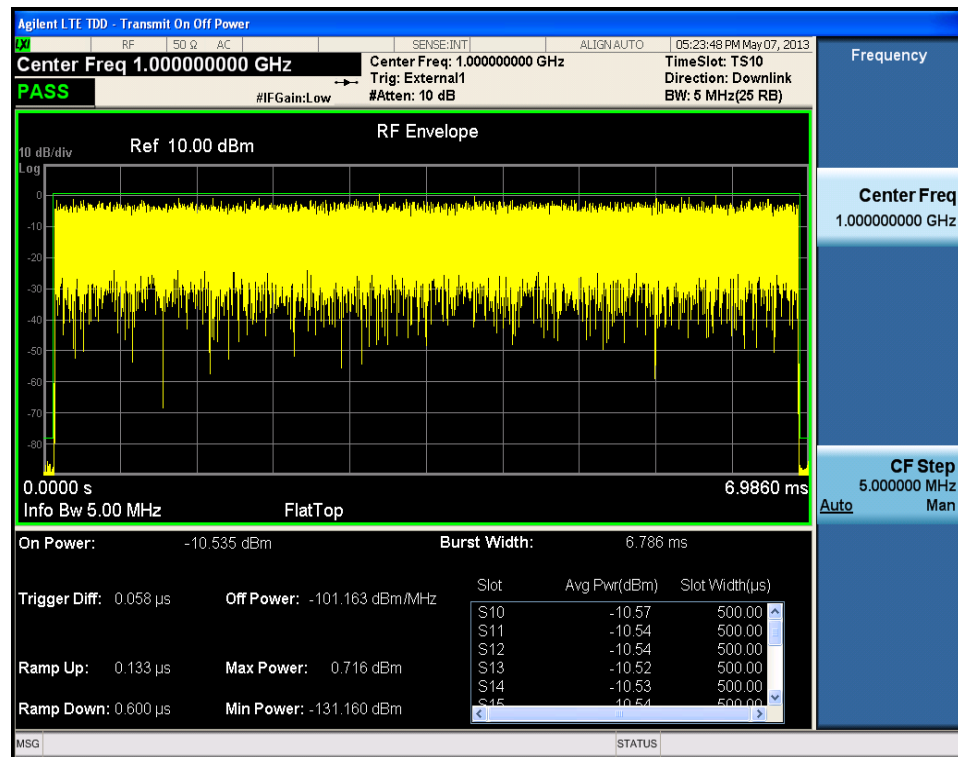 Agilent LTE TDD - Transmit On Off Power
LXI RF 50 Ω AC SENSE:INT ALIGN AUTO 05:23:48 PM May 07, 2013
Center Freq 1.000000000 GHz
Center Freq: 1.000000000 GHz
TimeSlot: TS10
Trig: External1
Direction: Downlink
PASS
#IFGain:Low
#Atten: 10 dB
BW: 5 MHz(25 RB)
Frequency
RF Envelope
10 dB/div Ref 10.00 dBm
Log
0
-10
-20
-30
-40
-50
-60
-70
-80
Center Freq
1.000000000 GHz
CF Step
5.000000 MHz
Auto Man
0.0000 s 6.9860 ms
Info Bw 5.00 MHz FlatTop
On Power: -10.535 dBm Burst Width: 6.786 ms
Trigger Diff: 0.058 µs Off Power: -101.163 dBm/MHz
Ramp Up: 0.133 µs Max Power: 0.716 dBm
Ramp Down: 0.600 µs Min Power: -131.160 dBm
Slot Avg Pwr(dBm) Slot Width(µs)
S10 -10.57 500.00
S11 -10.54 500.00
S12 -10.54 500.00
S13 -10.52 500.00
S14 -10.53 500.00
S15 -10.54 500.00
MSG STATUS